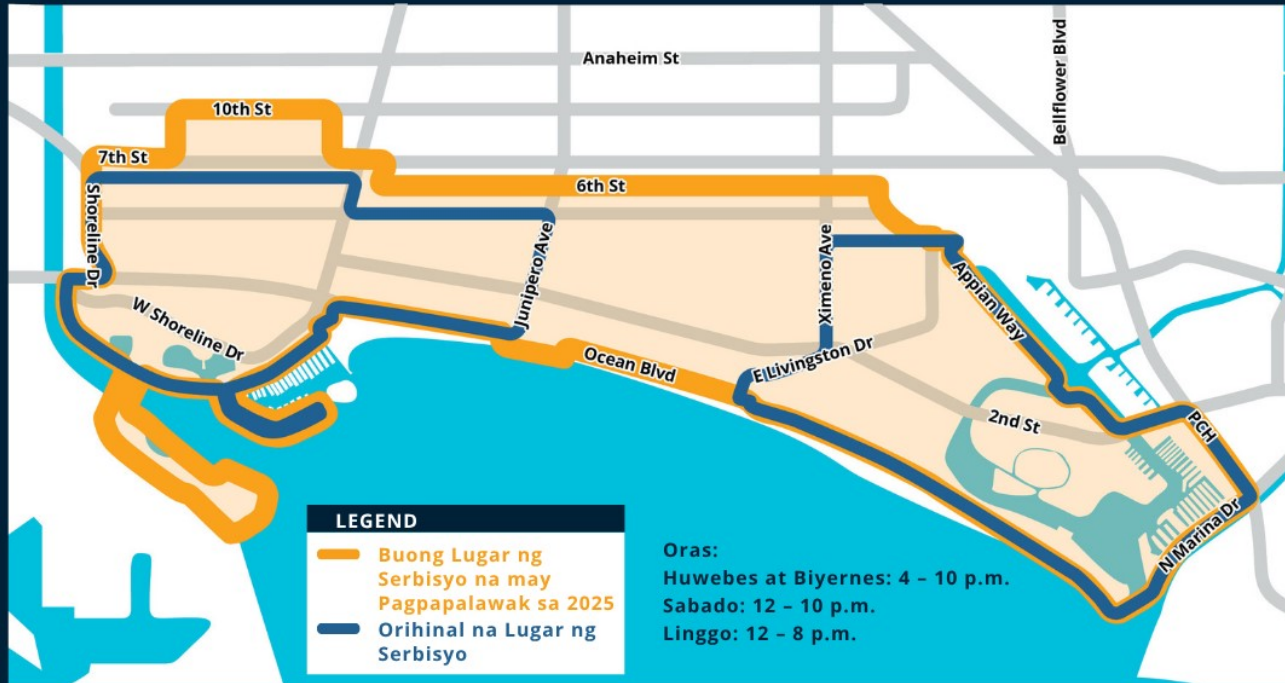 Anaheim St
Bellflower Blvd
10th St
7th St
6th St
Shoreline Dr
W Shoreline Dr
Junipero Ave
Ximeno Ave
Appian Way
Ocean Blvd
E Livingston Dr
2nd St
PCH
N Marina Dr
LEGEND
Buong Lugar ng
Serbisyo na may
Pagpapalawak sa 2025
Orihinal na Lugar ng
Serbisyo
Oras:
Huwebes at Biyernes: 4 – 10 p.m.
Sabado: 12 – 10 p.m.
Linggo: 12 – 8 p.m.